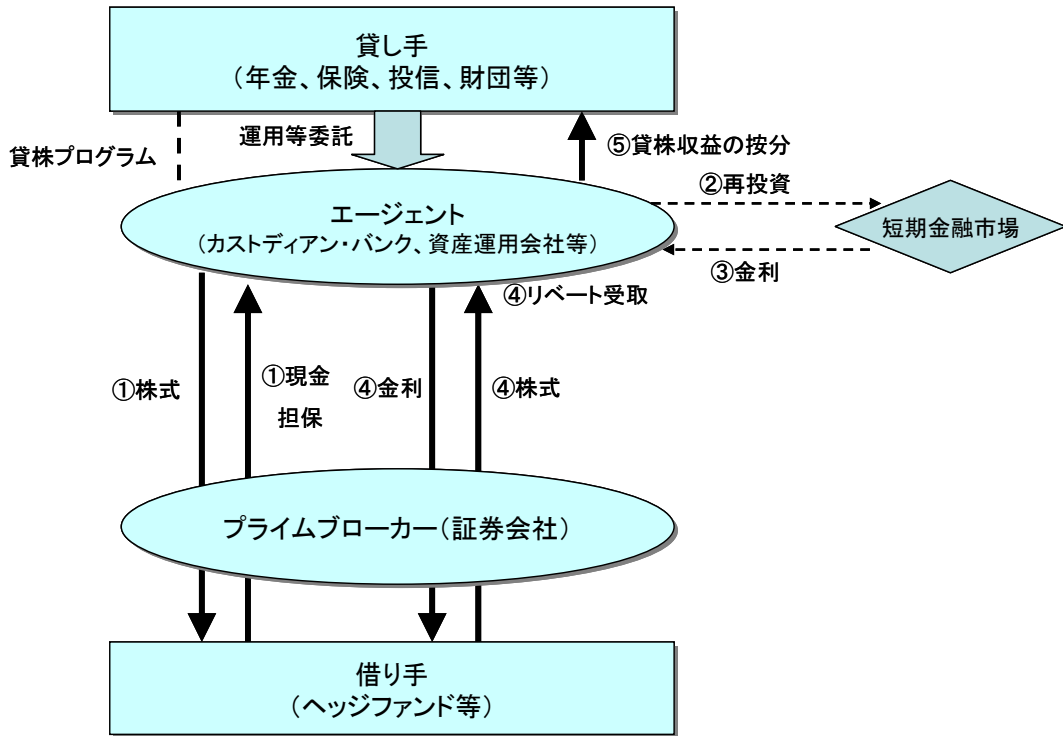 貸し手
（年金、保険、投信、財団等）
運用等委託
貸株プログラム
⑤貸株収益の按分
②再投資
エージェント
（カストディアン・バンク、資産運用会社等）
短期金融市場
③金利
④リベート受取
①株式
①現金
担保
④金利
④株式
プライムブローカー（証券会社）
借り手
（ヘッジファンド等）